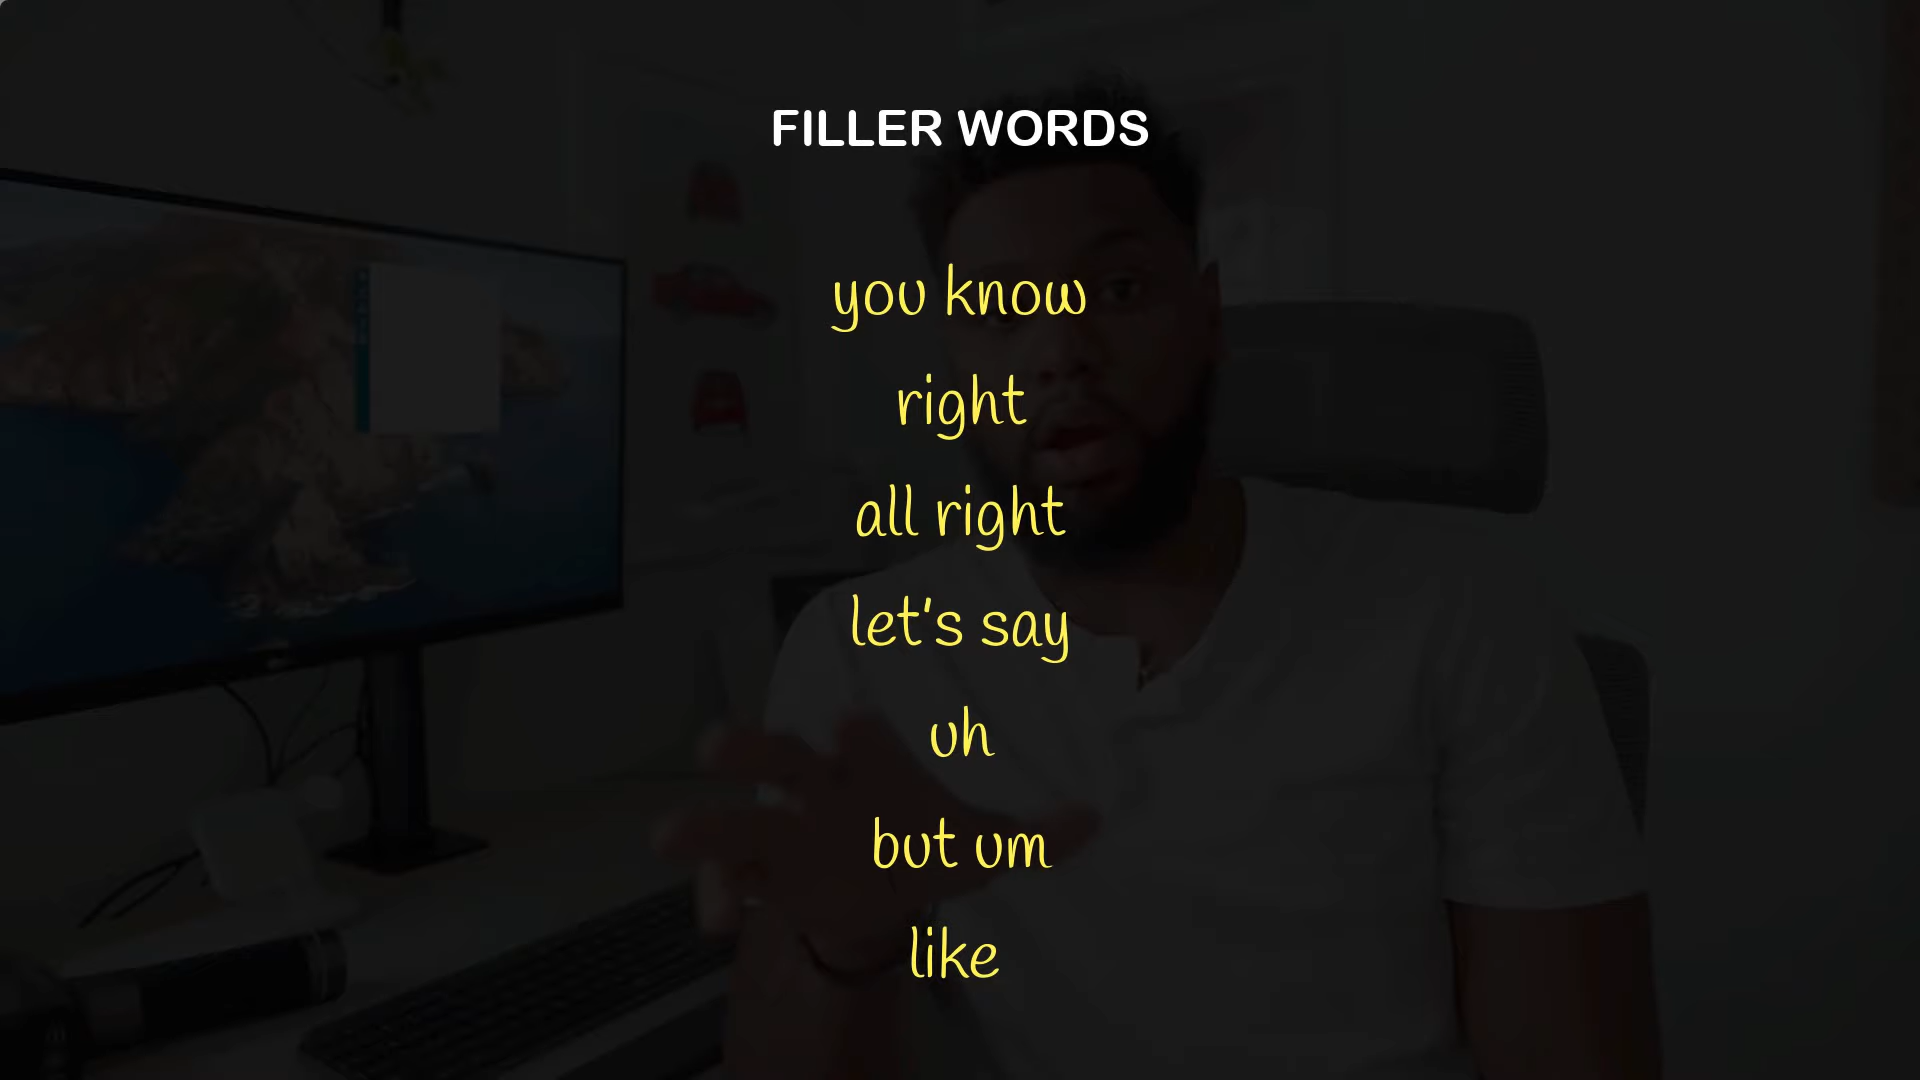 FILLER WORDS
you know
right
all right
let's say
uh
but um
like